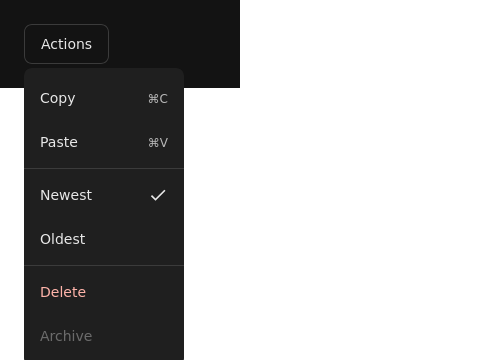 Actions
Copy ⌘C
Paste ⌘V
Newest
Oldest
Delete
Archive